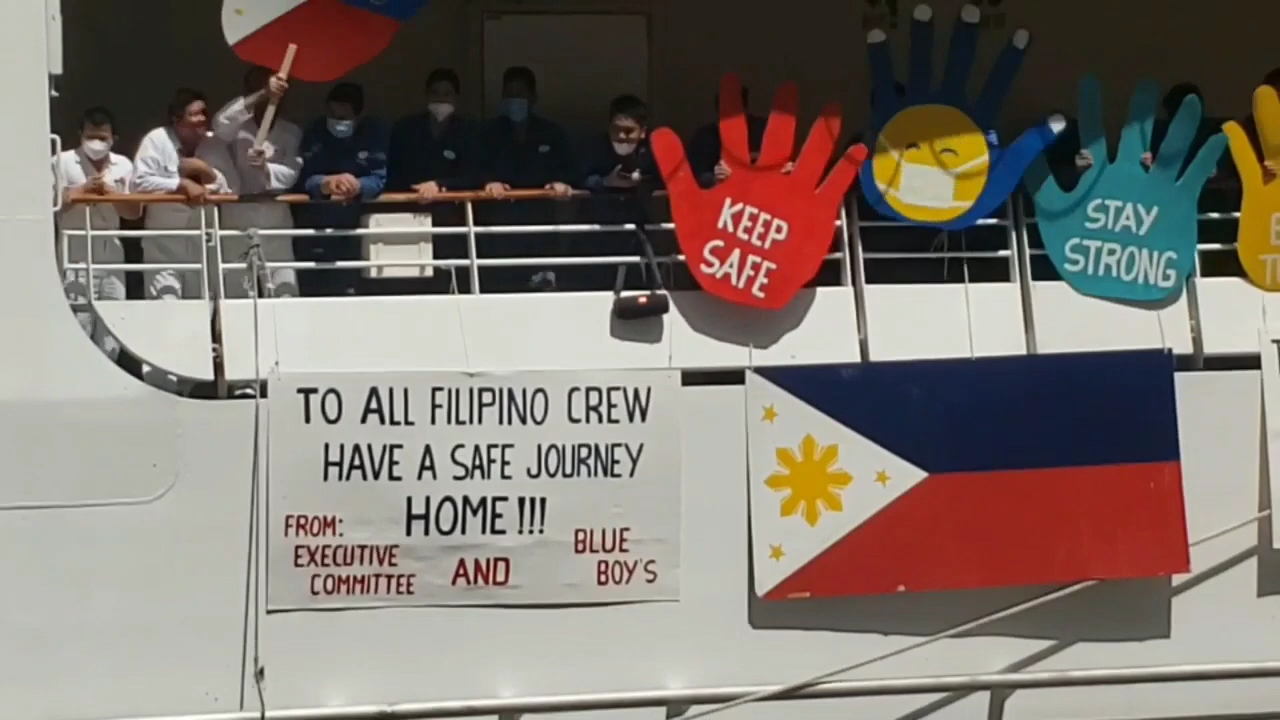 KEEP
SAFE
STAY
STRONG
TO ALL FILIPINO CREW
HAVE A SAFE JOURNEY
HOME!!!
FROM:
EXECUTIVE
COMMITTEE
AND
BLUE
BOY'S